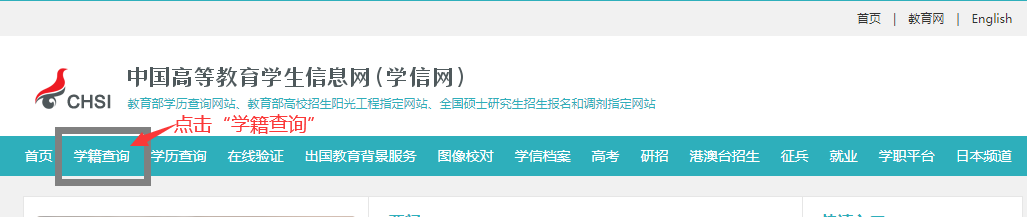 首页 | 教育网 | English
中国高等教育学生信息网（学信网）
CHSI
教育部学历查询网站、教育部高校招生阳光工程指定网站、全国硕士研究生招生报名和调剂指定网站
点击“学籍查询”
首页 学籍查询 学历查询 在线验证 出国教育背景服务 图像校对 学信档案 高考 研招 港澳台招生 征兵 就业 学职平台 日本频道